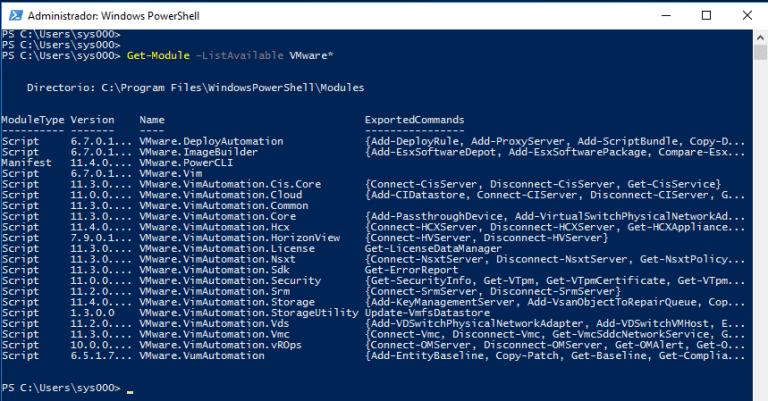 Administrador: Windows PowerShell
PS C:\Users\sys000>
PS C:\Users\sys000>
PS C:\Users\sys000> Get-Module -ListAvailable VMware*
Directorio: C:\Program Files\WindowsPowerShell\Modules
ModuleType Version Name ExportedCommands
---------- ------- ---- ----------------
Script 6.7.0.1... VMware.DeployAutomation {Add-DeployRule, Add-ProxyServer, Add-ScriptBundle, Copy-D...
Script 6.7.0.1... VMware.ImageBuilder {Add-EsxSoftwareDepot, Add-EsxSoftwarePackage, Compare-Esx...
Manifest 11.4.0.... VMware.PowerCLI
Script 6.7.0.1... VMware.Vim
Script 11.3.0.... VMware.VimAutomation.Cis.Core {Connect-CisServer, Disconnect-CisServer, Get-CisService}
Script 11.0.0.... VMware.VimAutomation.Cloud {Add-CIDatastore, Connect-CIServer, Disconnect-CIServer, G...
Script 11.3.0.... VMware.VimAutomation.Common
Script 11.3.0.... VMware.VimAutomation.Core {Add-PassthroughDevice, Add-VirtualSwitchPhysicalNetworkAd...
Script 11.4.0.... VMware.VimAutomation.Hcx {Connect-HCXServer, Disconnect-HCXServer, Get-HCXAppliance...
Script 7.9.0.1... VMware.VimAutomation.HorizonView {Connect-HVServer, Disconnect-HVServer}
Script 11.3.0.... VMware.VimAutomation.License Get-LicenseDataManager
Script 11.3.0.... VMware.VimAutomation.Nsxt {Connect-NsxtServer, Disconnect-NsxtServer, Get-NsxtPolicy...
Script 11.3.0.... VMware.VimAutomation.Sdk Get-ErrorReport
Script 11.0.0.... VMware.VimAutomation.Security {Get-SecurityInfo, Get-VTpm, Get-VTpmCertificate, Get-VTpm...
Script 11.2.0.... VMware.VimAutomation.Srm {Connect-SrmServer, Disconnect-SrmServer}
Script 11.4.0.... VMware.VimAutomation.Storage {Add-KeyManagementServer, Add-VsanObjectToRepairQueue, Cop...
Script 1.3.0.0 VMware.VimAutomation.StorageUtility Update-VmfsDatastore
Script 11.2.0.... VMware.VimAutomation.Vds {Add-VDSwitchPhysicalNetworkAdapter, Add-VDSwitchVMHost, E...
Script 11.3.0.... VMware.VimAutomation.Vmc {Connect-Vmc, Disconnect-Vmc, Get-VmcSddcNetworkService, G...
Script 10.0.0.... VMware.VimAutomation.vROps {Connect-OMServer, Disconnect-OMServer, Get-OMAlert, Get-O...
Script 6.5.1.7... VMware.VumAutomation {Add-EntityBaseline, Copy-Patch, Get-Baseline, Get-Complia...
PS C:\Users\sys000> _